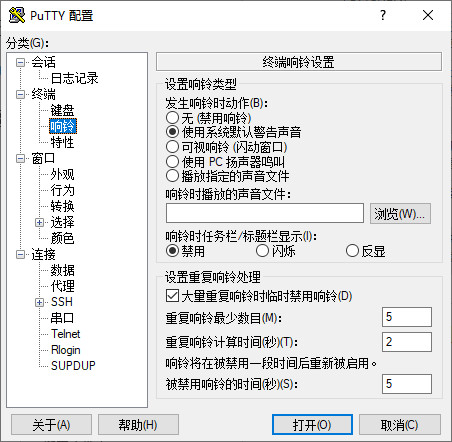 PuTTY 配置
分类(G):
会话
日志记录
终端
键盘
响铃
特性
窗口
外观
行为
转换
选择
颜色
连接
数据
代理
SSH
串口
Telnet
Rlogin
SUPDUP
终端响铃设置
设置响铃类型
发生响铃时动作(B):
无 (禁用响铃)
使用系统默认警告声音
可视响铃 (闪动窗口)
使用 PC 扬声器鸣叫
播放指定的声音文件
响铃时播放的声音文件:
浏览(W)...
响铃时任务栏/标题栏显示(I):
禁用 闪烁 反显
设置重复响铃处理
大量重复响铃时临时禁用响铃(D)
重复响铃最少数目(M): 5
重复响铃计算时间(秒)(T): 2
响铃将在被禁用一段时间后重新被启用。
被禁用响铃的时间(秒)(S): 5
关于(A) 帮助(H) 打开(O) 取消(C)